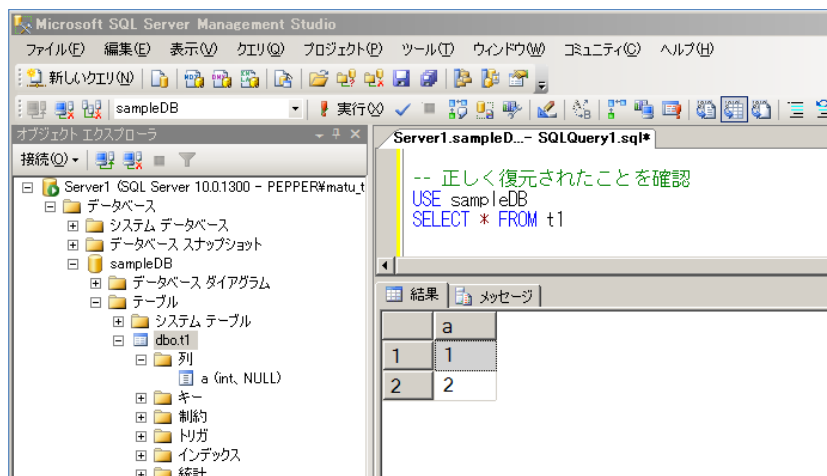 Microsoft SQL Server Management Studio
ファイル(F) 編集(E) 表示(V) クエリ(Q) プロジェクト(P) ツール(T) ウィンドウ(W) コミュニティ(C) ヘルプ(H)
新しいクエリ(N)
sampleDB 実行(X)
オブジェクト エクスプローラ
接続(O)
Server1 (SQL Server 10.0.1300 - PEPPER¥matu_t
データベース
システム データベース
データベース スナップショット
sampleDB
データベース ダイアグラム
テーブル
システム テーブル
dbo.t1
列
a (int、NULL)
キー
制約
トリガ
インデックス
統計
Server1.sampleD...- SQLQuery1.sql*
-- 正しく復元されたことを確認
USE sampleDB
SELECT * FROM t1
結果 メッセージ
a
1 1
2 2